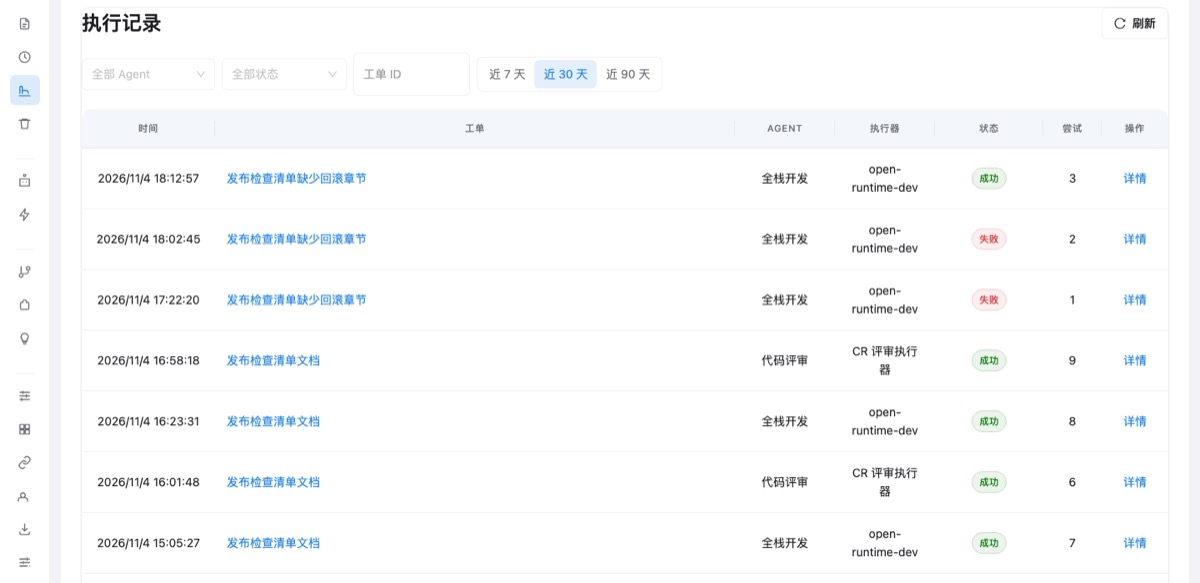 执行记录
刷新
全部 Agent
全部状态
工单 ID
近 7 天 近 30 天 近 90 天
时间 工单 AGENT 执行器 状态 尝试 操作
2026/11/4 18:12:57 发布检查清单缺少回滚章节 全栈开发 open-runtime-dev 成功 3 详情
2026/11/4 18:02:45 发布检查清单缺少回滚章节 全栈开发 open-runtime-dev 失败 2 详情
2026/11/4 17:22:20 发布检查清单缺少回滚章节 全栈开发 open-runtime-dev 失败 1 详情
2026/11/4 16:58:18 发布检查清单文档 代码评审 CR 评审执行器 成功 9 详情
2026/11/4 16:23:31 发布检查清单文档 全栈开发 open-runtime-dev 成功 8 详情
2026/11/4 16:01:48 发布检查清单文档 代码评审 CR 评审执行器 成功 6 详情
2026/11/4 15:05:27 发布检查清单文档 全栈开发 open-runtime-dev 成功 7 详情